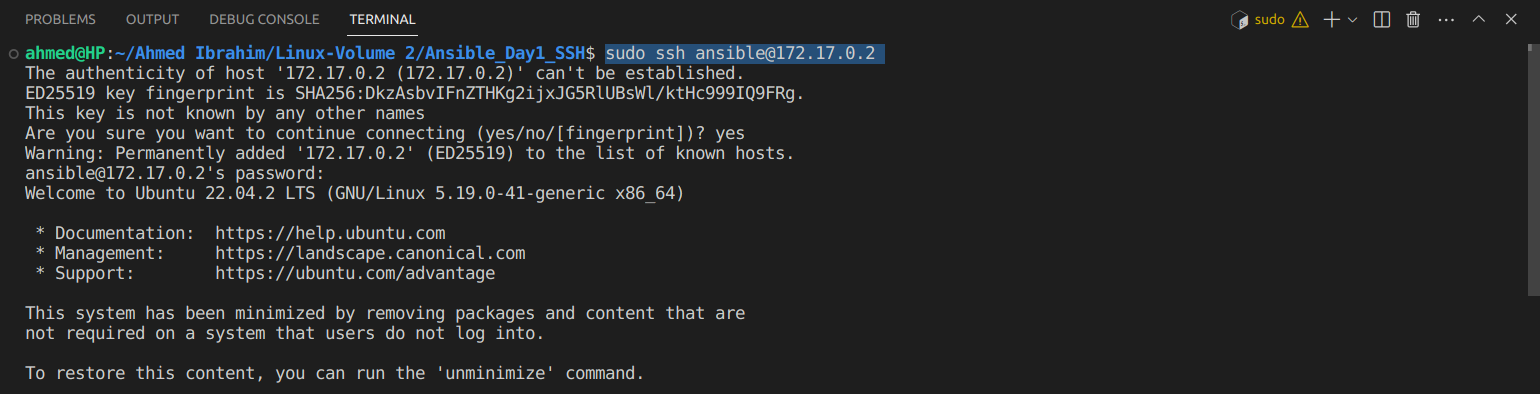 PROBLEMS OUTPUT DEBUG CONSOLE TERMINAL sudo
ahmed@HP:~/Ahmed Ibrahim/Linux-Volume 2/Ansible_Day1_SSH$ sudo ssh ansible@172.17.0.2
The authenticity of host '172.17.0.2 (172.17.0.2)' can't be established.
ED25519 key fingerprint is SHA256:DkzAsbvIFnZTHKg2ijxJG5RlUBsWl/ktHc999IQ9FRg.
This key is not known by any other names
Are you sure you want to continue connecting (yes/no/[fingerprint])? yes
Warning: Permanently added '172.17.0.2' (ED25519) to the list of known hosts.
ansible@172.17.0.2's password:
Welcome to Ubuntu 22.04.2 LTS (GNU/Linux 5.19.0-41-generic x86_64)
* Documentation: https://help.ubuntu.com
* Management: https://landscape.canonical.com
* Support: https://ubuntu.com/advantage
This system has been minimized by removing packages and content that are
not required on a system that users do not log into.
To restore this content, you can run the 'unminimize' command.